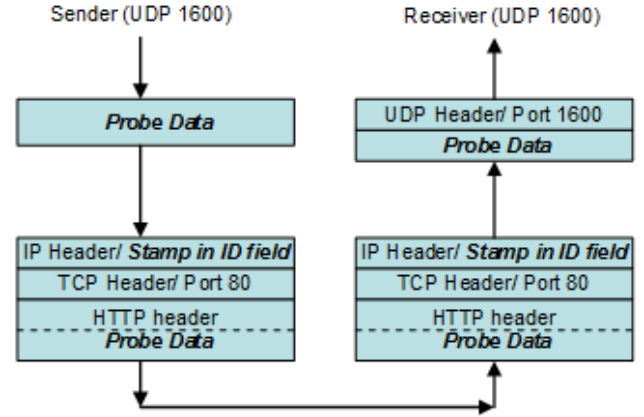 Sender (UDP 1600)
Probe Data
IP Header/ Stamp in ID field
TCP Header/ Port 80
HTTP header
Probe Data
Receiver (UDP 1600)
UDP Header/ Port 1600
Probe Data
IP Header/ Stamp in ID field
TCP Header/ Port 80
HTTP header
Probe Data